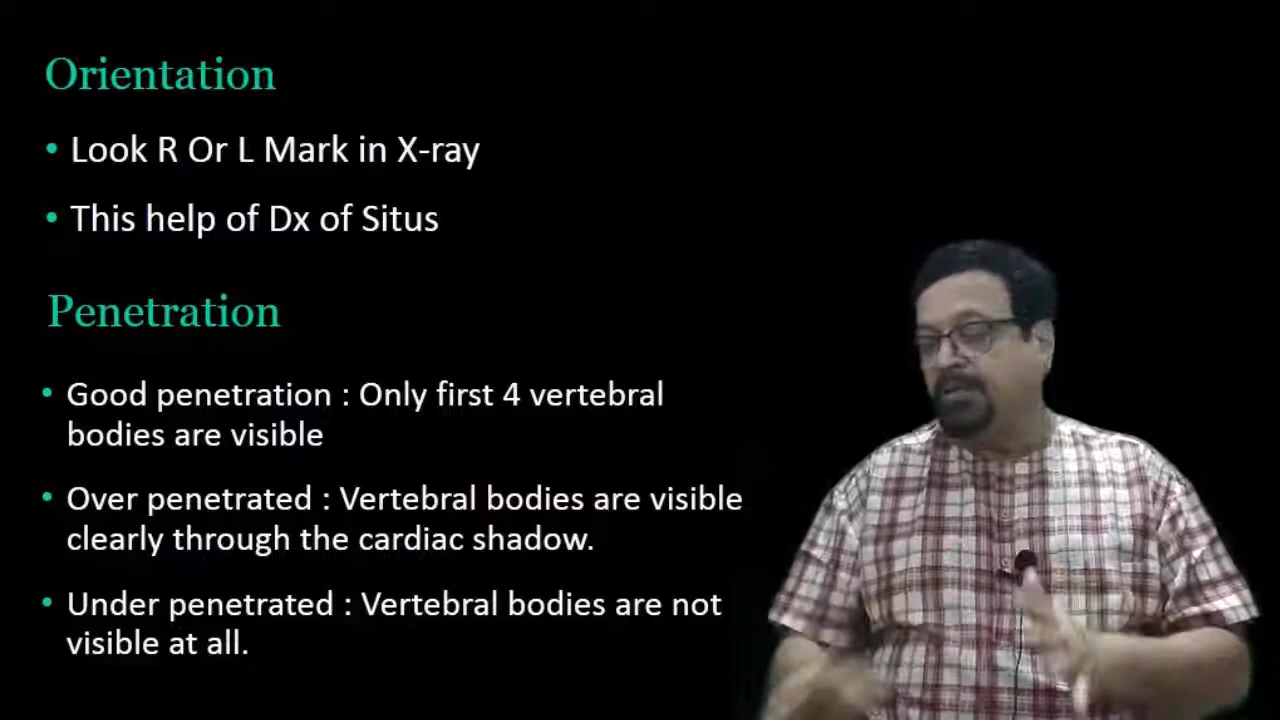 Orientation
• Look R Or L Mark in X-ray
• This help of Dx of Situs
Penetration
• Good penetration : Only first 4 vertebral
bodies are visible
• Over penetrated : Vertebral bodies are visible
clearly through the cardiac shadow.
• Under penetrated : Vertebral bodies are not
visible at all.